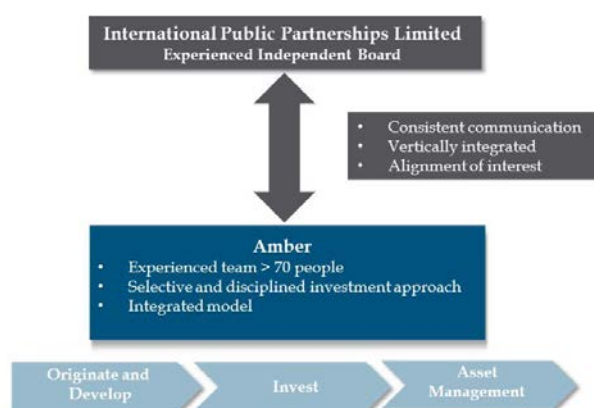 International Public Partnerships Limited
Experienced Independent Board
• Consistent communication
• Vertically integrated
• Alignment of interest
Amber
• Experienced team > 70 people
• Selective and disciplined investment approach
• Integrated model
Originate and
Develop
Invest
Asset
Management